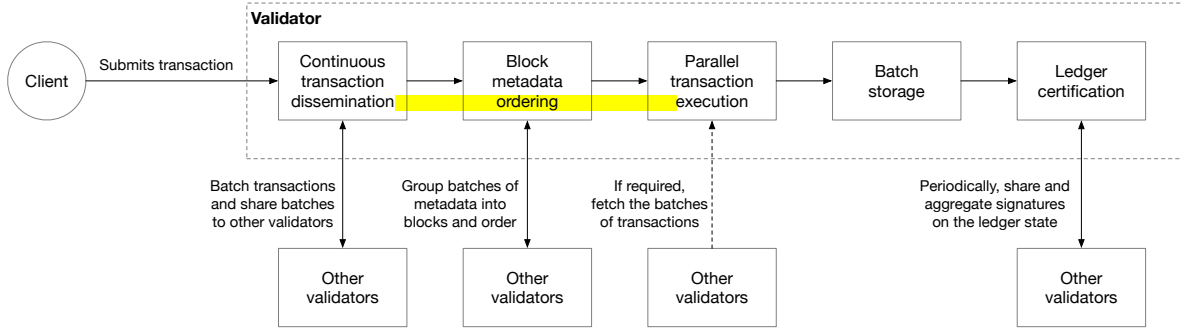 Validator
Client
Submits transaction
Continuous
transaction
dissemination
Block
metadata
ordering
Parallel
transaction
execution
Batch
storage
Ledger
certification
Batch transactions
and share batches
to other validators
Group batches of
metadata into
blocks and order
If required,
fetch the batches
of transactions
Periodically, share and
aggregate signatures
on the ledger state
Other
validators
Other
validators
Other
validators
Other
validators